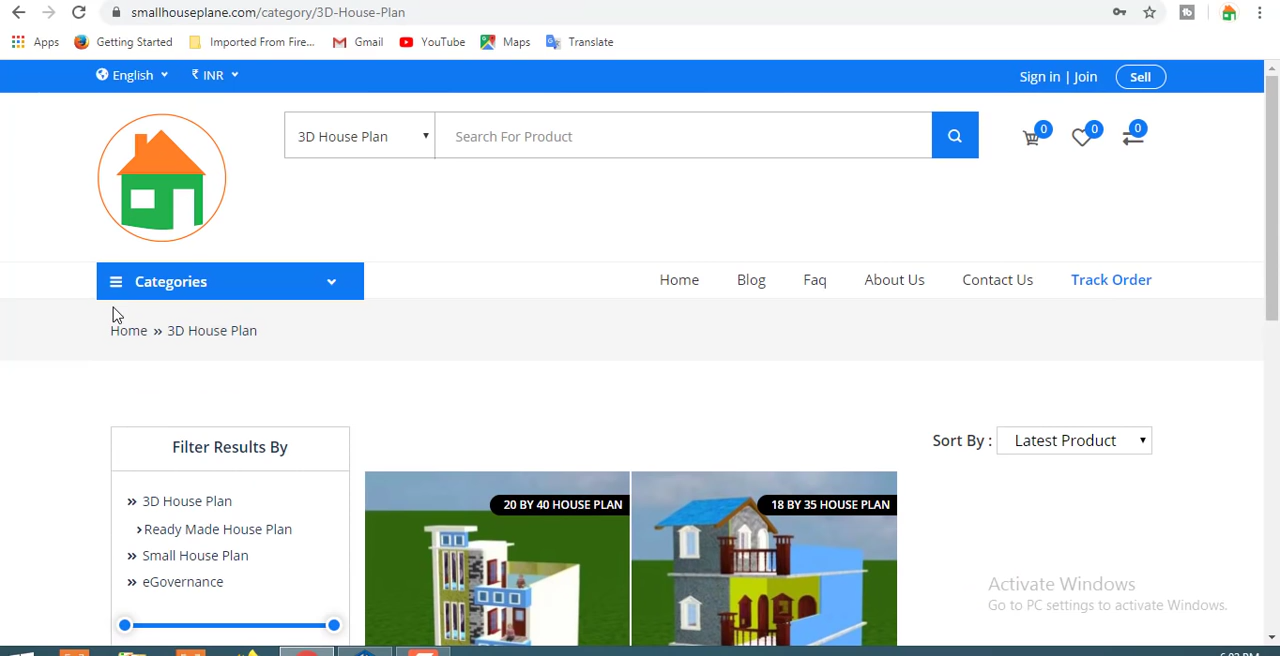 smallhouseplane.com/category/3D-House-Plan
Apps Getting Started Imported From Fire... Gmail YouTube Maps Translate
English ₹ INR Sign in | Join Sell
3D House Plan Search For Product 0 0 0
Categories Home Blog Faq About Us Contact Us Track Order
Home » 3D House Plan
Filter Results By
Sort By : Latest Product
» 3D House Plan
›Ready Made House Plan
» Small House Plan
» eGovernance
20 BY 40 HOUSE PLAN
18 BY 35 HOUSE PLAN
Activate Windows
Go to PC settings to activate Windows.